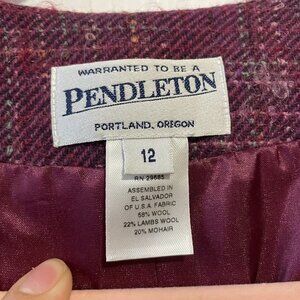 WARRANTED TO BE A
PENDLETON
PORTLAND, OREGON
12
RN 29685
ASSEMBLED IN
EL SALVADOR
OF U.S.A. FABRIC
58% WOOL
22% LAMBS WOOL
20% MOHAIR